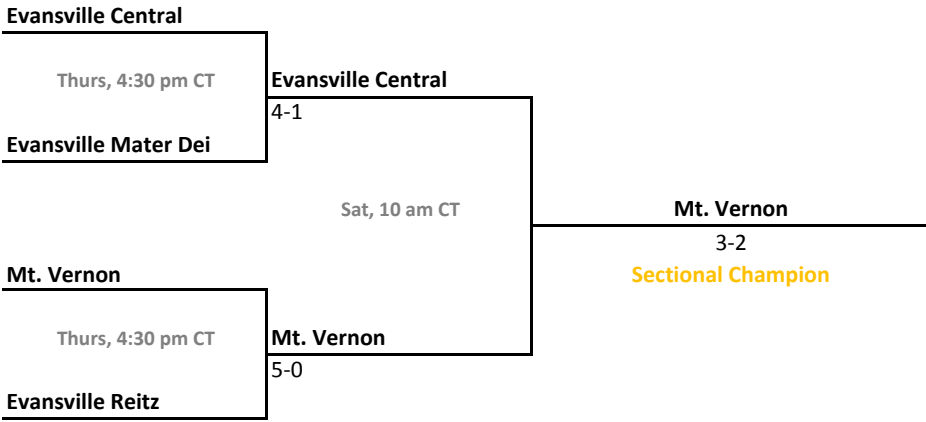 Evansville Central
Thurs, 4:30 pm CT
Evansville Central
4-1
Evansville Mater Dei
Sat, 10 am CT
Mt. Vernon
3-2
Sectional Champion
Mt. Vernon
Thurs, 4:30 pm CT
Mt. Vernon
5-0
Evansville Reitz